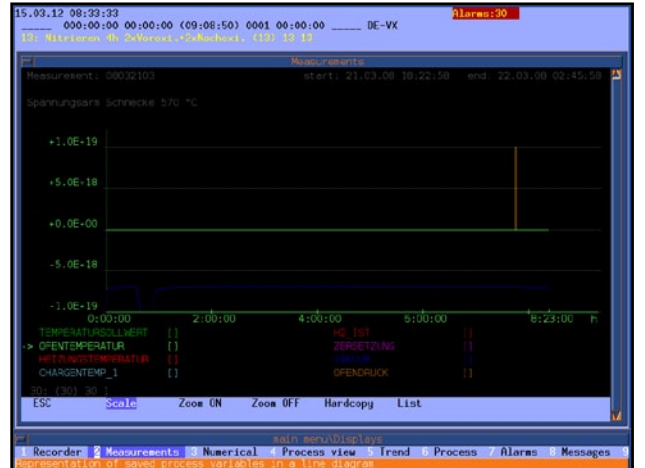 15.03.12 08:33:33
Alarms:30
_____ 000:00:00 00:00:00 (09:08:50) 0001 00:00:00 _____ DE-VX
13: Nitrieren 4h 2xVoroxi.+2xNachoxi. (13) 13 13
Measurements
Measurement: 08032103 start: 21.03.08 18:22:58 end: 22.03.08 02:45:58
Spannungsarm Schnecke 570 °C
+1.0E-19
+5.0E-18
+0.0E+00
-5.0E-18
-1.0E-19
0:00:00 2:00:00 4:00:00 6:00:00 8:23:00 h
TEMPERATURSOLLWERT [] H2 IST []
-> OFENTEMPERATUR [] ZERSETZUNG []
HEIZUNGSTEMPERATUR []
CHARGENTEMP_1 [] OFENDRUCK []
30: (30) 30
ESC Scale Zoom ON Zoom OFF Hardcopy List
main menu\Displays
1 Recorder 2 Measurements 3 Numerical 4 Process view 5 Trend 6 Process 7 Alarms 8 Messages 9
Representation of saved process variables in a line diagram